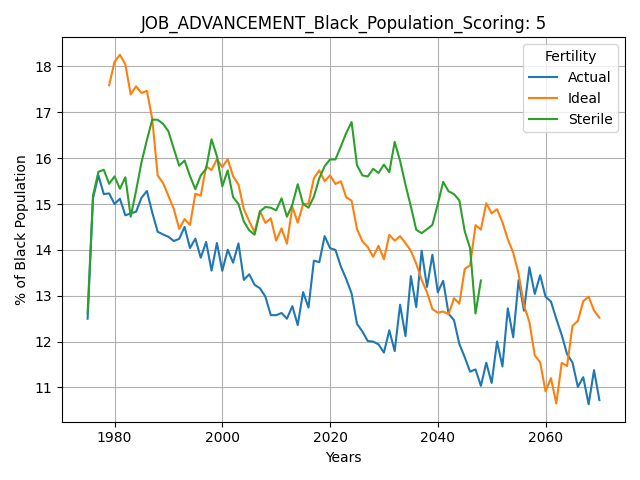 JOB_ADVANCEMENT_Black_Population_Scoring: 5
Fertility
Actual
Ideal
Sterile
% of Black Population
18
17
16
15
14
13
12
11
1980 2000 2020 2040 2060
Years